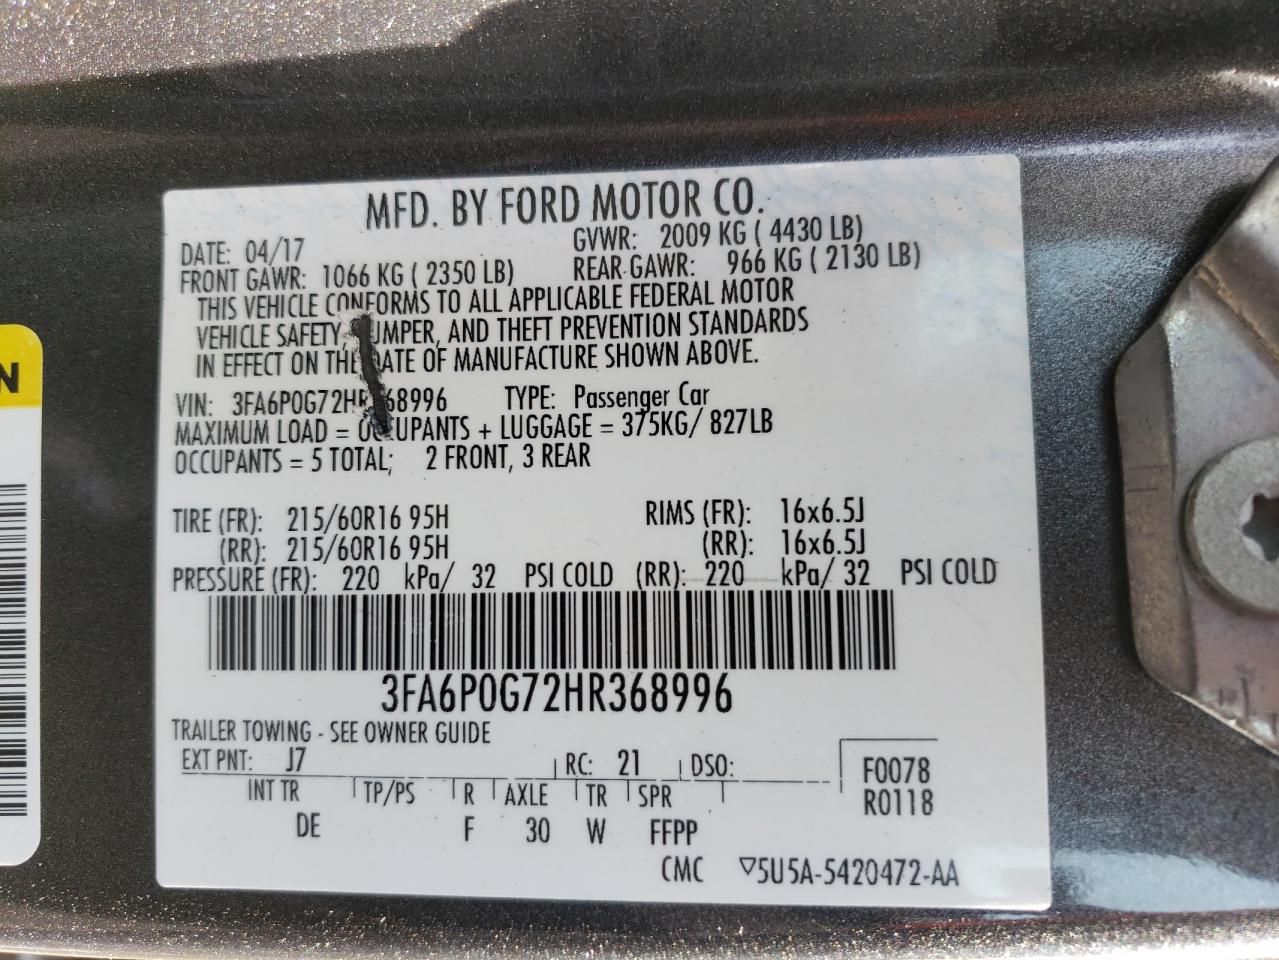 MFD. BY FORD MOTOR CO.
DATE: 04/17 GVWR: 2009 KG ( 4430 LB)
FRONT GAWR: 1066 KG ( 2350 LB) REAR GAWR: 966 KG ( 2130 LB)
THIS VEHICLE CONFORMS TO ALL APPLICABLE FEDERAL MOTOR
VEHICLE SAFETY, BUMPER, AND THEFT PREVENTION STANDARDS
IN EFFECT ON THE DATE OF MANUFACTURE SHOWN ABOVE.
VIN: 3FA6P0G72HR368996 TYPE: Passenger Car
MAXIMUM LOAD = OCCUPANTS + LUGGAGE = 375KG/ 827LB
OCCUPANTS = 5 TOTAL; 2 FRONT, 3 REAR
TIRE (FR): 215/60R16 95H RIMS (FR): 16x6.5J
(RR): 215/60R16 95H (RR): 16x6.5J
PRESSURE (FR): 220 kPa/ 32 PSI COLD (RR): 220 kPa/ 32 PSI COLD
3FA6P0G72HR368996
TRAILER TOWING - SEE OWNER GUIDE
EXT PNT: J7 RC: 21 DSO: F0078
INT TR TP/PS R AXLE TR SPR R0118
DE F 30 W FFPP
CMC ▽5U5A-5420472-AA
N